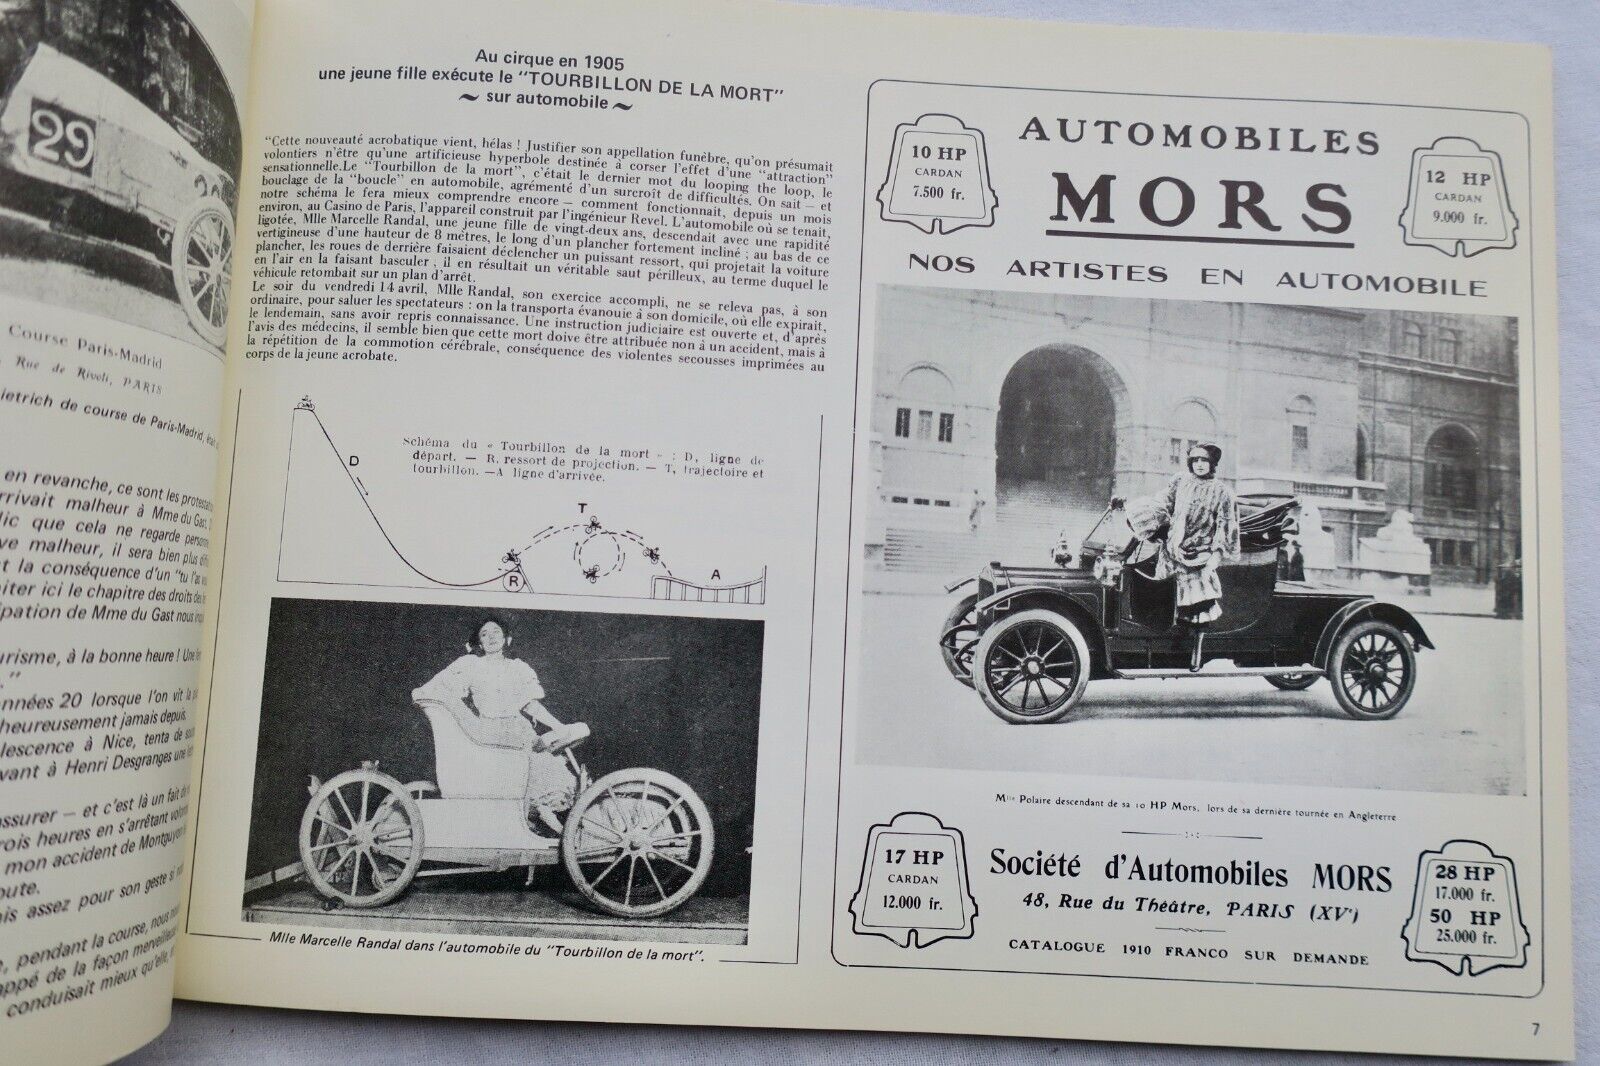 29
Course Paris-Madrid
Rue de Rivoli, PARIS
ietrich de course de Paris-Madrid,
en revanche, ce sont les
rrivait malheur à Mme du Gast,
lic que cela ne regarde
ve malheur, il sera bien plus
st la conséquence d'un "tu l'as
iter ici le chapitre des droits des
ipation de Mme du Gast nous
urisme, à la bonne heure ! Une
."
nnées 20 lorsque l'on vit la
heureusement jamais depuis.
lescence à Nice, tenta de
vant à Henri Desgranges une
assurer — et c'est là un fait de
rois heures en s'arrêtant
mon accident de Montguyon
oute.
ais assez pour son geste si
e, pendant la course, nous
appé de la façon merveilleuse
conduisait mieux qu'elle,
Au cirque en 1905
une jeune fille exécute le "TOURBILLON DE LA MORT"
~ sur automobile ~
"Cette nouveauté acrobatique vient, hélas ! Justifier son appellation funèbre, qu'on présumait
volontiers n'être qu'une artificieuse hyperbole destinée à corser l'effet d'une "attraction"
sensationnelle.Le "Tourbillon de la mort", c'était le dernier mot du looping the loop, le
bouclage de la "boucle" en automobile, agrémenté d'un surcroît de difficultés. On sait — et
notre schéma le fera mieux comprendre encore — comment fonctionnait, depuis un mois
environ, au Casino de Paris, l'appareil construit par l'ingénieur Revel. L'automobile où se tenait,
ligotée, Mlle Marcelle Randal, une jeune fille de vingt-deux ans, descendait avec une rapidité
vertigineuse d'une hauteur de 8 mètres, le long d'un plancher fortement incliné ; au bas de ce
plancher, les roues de derrière faisaient déclencher un puissant ressort, qui projetait la voiture
en l'air en la faisant basculer ; il en résultait un véritable saut périlleux, au terme duquel le
véhicule retombait sur un plan d'arrêt.
Le soir du vendredi 14 avril, Mlle Randal, son exercice accompli, ne se releva pas, à son
ordinaire, pour saluer les spectateurs : on la transporta évanouie à son domicile, où elle expirait,
le lendemain, sans avoir repris connaissance. Une instruction judiciaire est ouverte et, d'après
l'avis des médecins, il semble bien que cette mort doive être attribuée non à un accident, mais à
la répétition de la commotion cérébrale, conséquence des violentes secousses imprimées au
corps de la jeune acrobate.
Schéma du « Tourbillon de la mort » : D, ligne de
départ. — R, ressort de projection. — T, trajectoire et
tourbillon. —A ligne d'arrivée.
D
T
R
A
Mlle Marcelle Randal dans l'automobile du "Tourbillon de la mort".
AUTOMOBILES
MORS
10 HP
CARDAN
7.500 fr.
12 HP
CARDAN
9.000 fr.
NOS ARTISTES EN AUTOMOBILE
Mlle Polaire descendant de sa 10 HP Mors, lors de sa dernière tournée en Angleterre
17 HP
CARDAN
12.000 fr.
Société d'Automobiles MORS
48, Rue du Théâtre, PARIS (XVe)
CATALOGUE 1910 FRANCO SUR DEMANDE
28 HP
17.000 fr.
50 HP
25.000 fr.
7